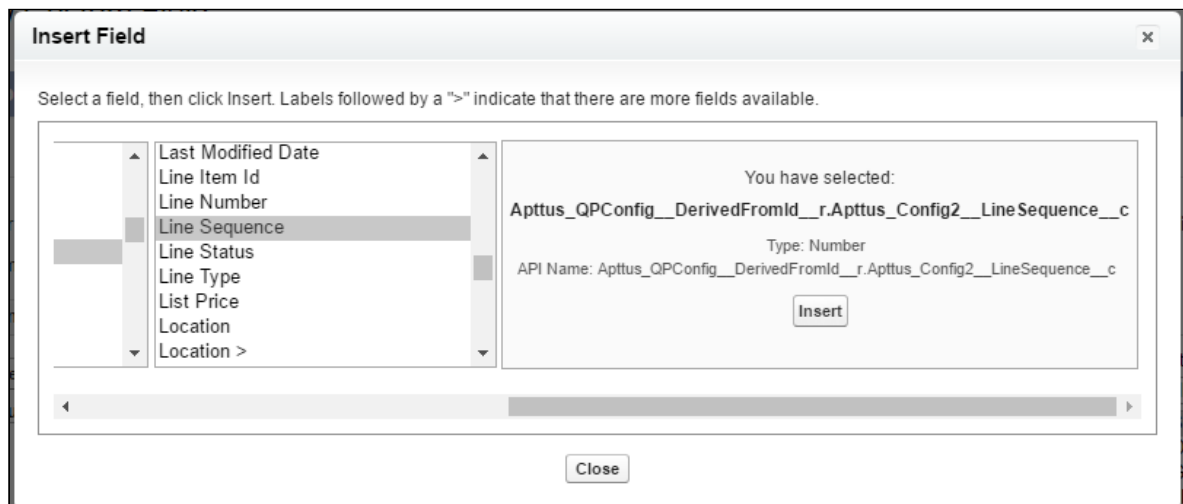 Insert Field
Select a field, then click Insert. Labels followed by a ">" indicate that there are more fields available.
Last Modified Date
Line Item Id
Line Number
Line Sequence
Line Status
Line Type
List Price
Location
Location >
You have selected:
Apttus_QPConfig__DerivedFromId__r.Apttus_Config2__LineSequence__c
Type: Number
API Name: Apttus_QPConfig__DerivedFromId__r.Apttus_Config2__LineSequence__c
Insert
Close